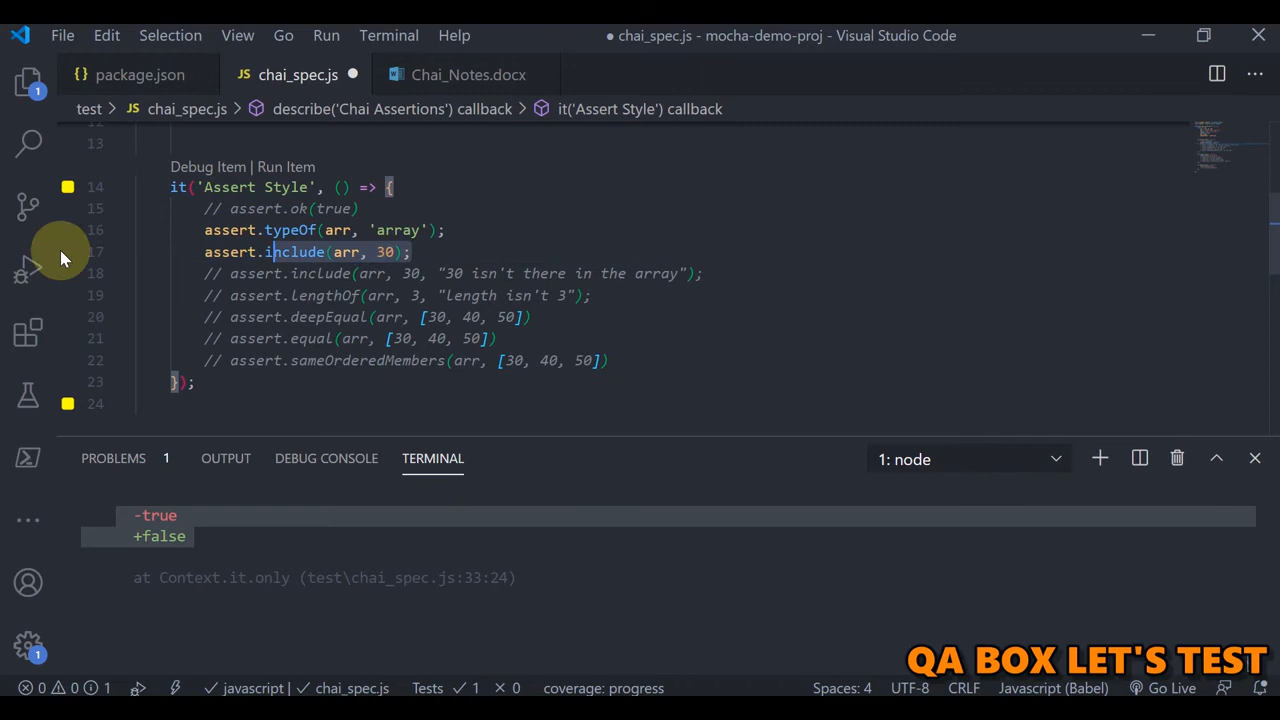 File Edit Selection View Go Run Terminal Help ● chai_spec.js - mocha-demo-proj - Visual Studio Code
{} package.json JS chai_spec.js ● Chai_Notes.docx
test > JS chai_spec.js > describe('Chai Assertions') callback > it('Assert Style') callback
13
Debug Item | Run Item
14 it('Assert Style', () => {
15 // assert.ok(true)
16 assert.typeOf(arr, 'array');
17 assert.include(arr, 30);
18 // assert.include(arr, 30, "30 isn't there in the array");
19 // assert.lengthOf(arr, 3, "length isn't 3");
20 // assert.deepEqual(arr, [30, 40, 50])
21 // assert.equal(arr, [30, 40, 50])
22 // assert.sameOrderedMembers(arr, [30, 40, 50])
23 });
24
PROBLEMS 1 OUTPUT DEBUG CONSOLE TERMINAL 1: node
-true
+false
at Context.it.only (test\chai_spec.js:33:24)
1
1
QA BOX LET'S TEST
0 0 1 javascript | chai_spec.js Tests ✓ 1 × 0 coverage: progress Spaces: 4 UTF-8 CRLF Javascript (Babel) Go Live